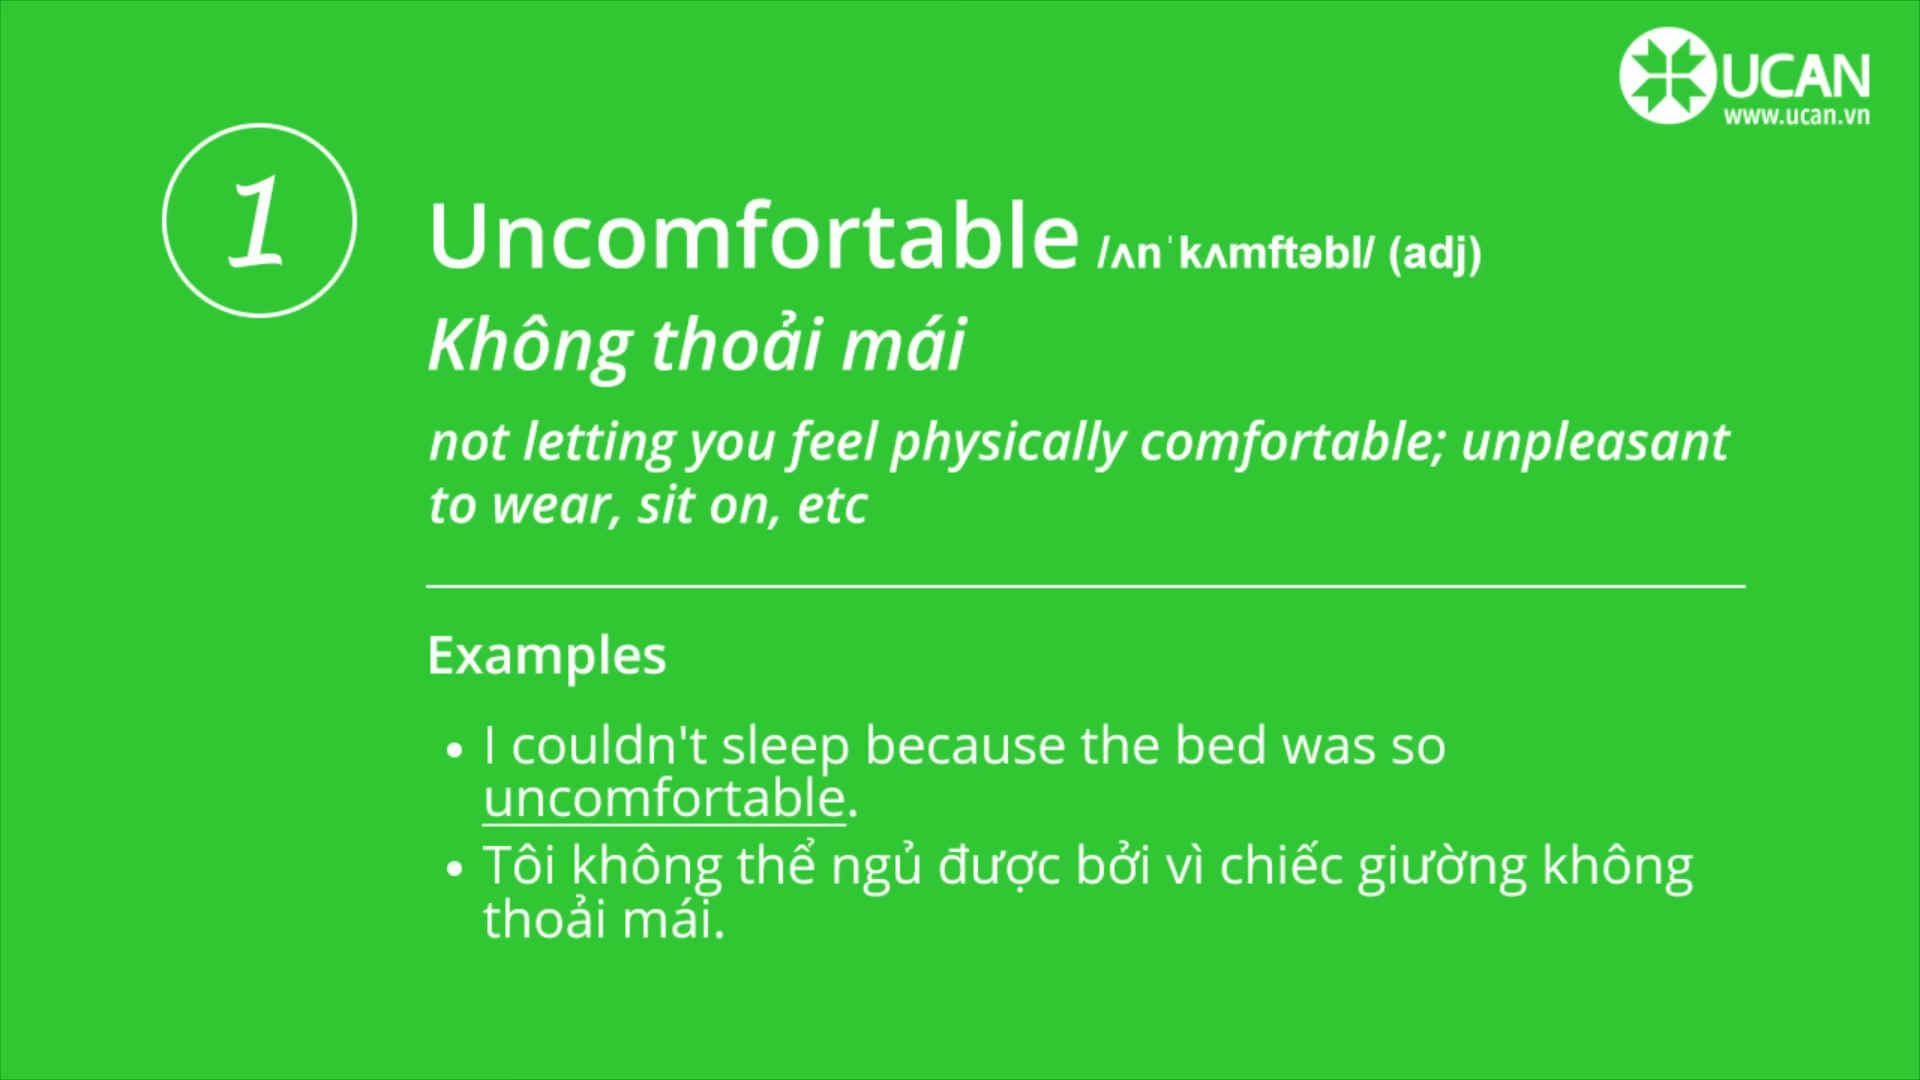 UCAN
www.ucan.vn
1
Uncomfortable /ʌnˈkʌmftəbl/ (adj)
Không thoải mái
not letting you feel physically comfortable; unpleasant
to wear, sit on, etc
Examples
• I couldn't sleep because the bed was so
uncomfortable.
• Tôi không thể ngủ được bởi vì chiếc giường không
thoải mái.